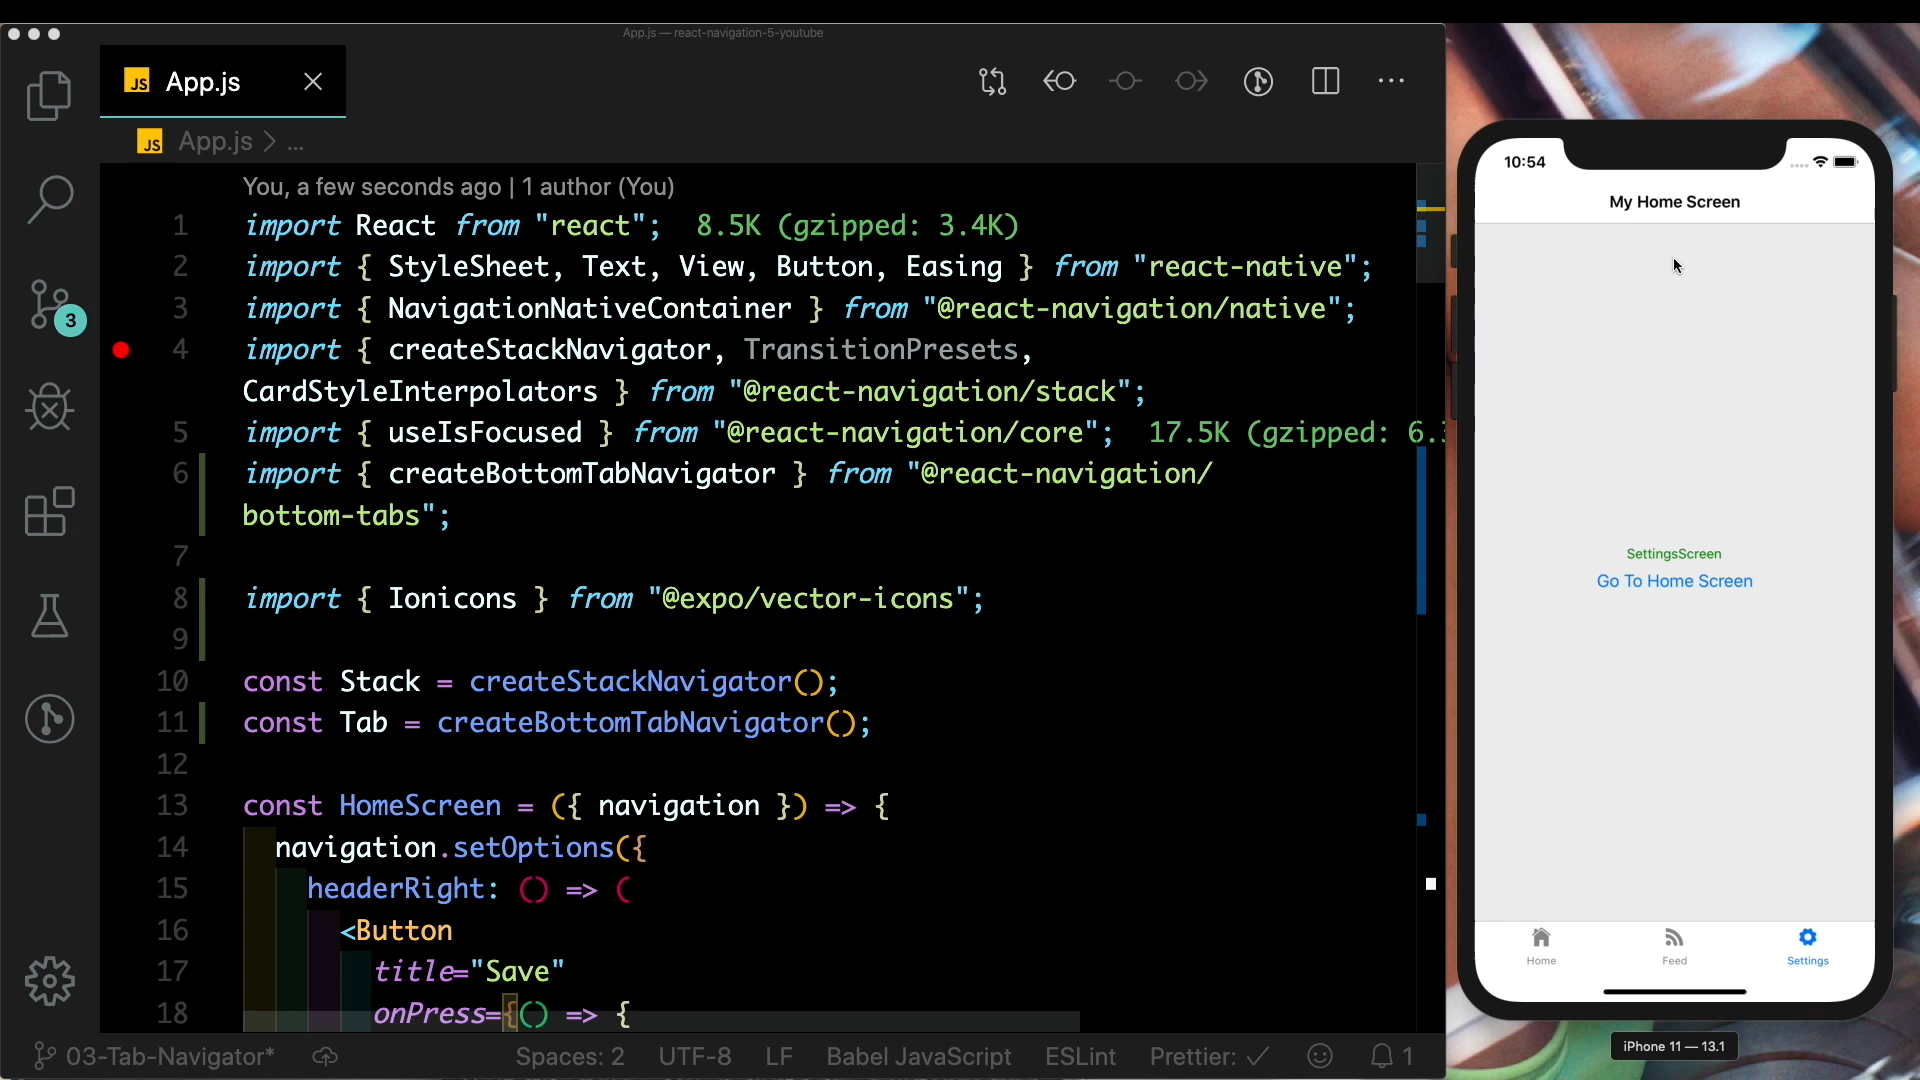 App.js — react-navigation-5-youtube
JS App.js
JS App.js > ...
You, a few seconds ago | 1 author (You)
1 import React from "react"; 8.5K (gzipped: 3.4K)
2 import { StyleSheet, Text, View, Button, Easing } from "react-native";
3 import { NavigationNativeContainer } from "@react-navigation/native";
4 import { createStackNavigator, TransitionPresets,
CardStyleInterpolators } from "@react-navigation/stack";
5 import { useIsFocused } from "@react-navigation/core"; 17.5K (gzipped: 6.
6 import { createBottomTabNavigator } from "@react-navigation/
bottom-tabs";
7
8 import { Ionicons } from "@expo/vector-icons";
9
10 const Stack = createStackNavigator();
11 const Tab = createBottomTabNavigator();
12
13 const HomeScreen = ({ navigation }) => {
14 navigation.setOptions({
15 headerRight: () => (
16 <Button
17 title="Save"
18 onPress={() => {
3
03-Tab-Navigator*
Spaces: 2 UTF-8 LF Babel JavaScript ESLint Prettier: ✓ 1
10:54
My Home Screen
SettingsScreen
Go To Home Screen
Home Feed Settings
iPhone 11 — 13.1